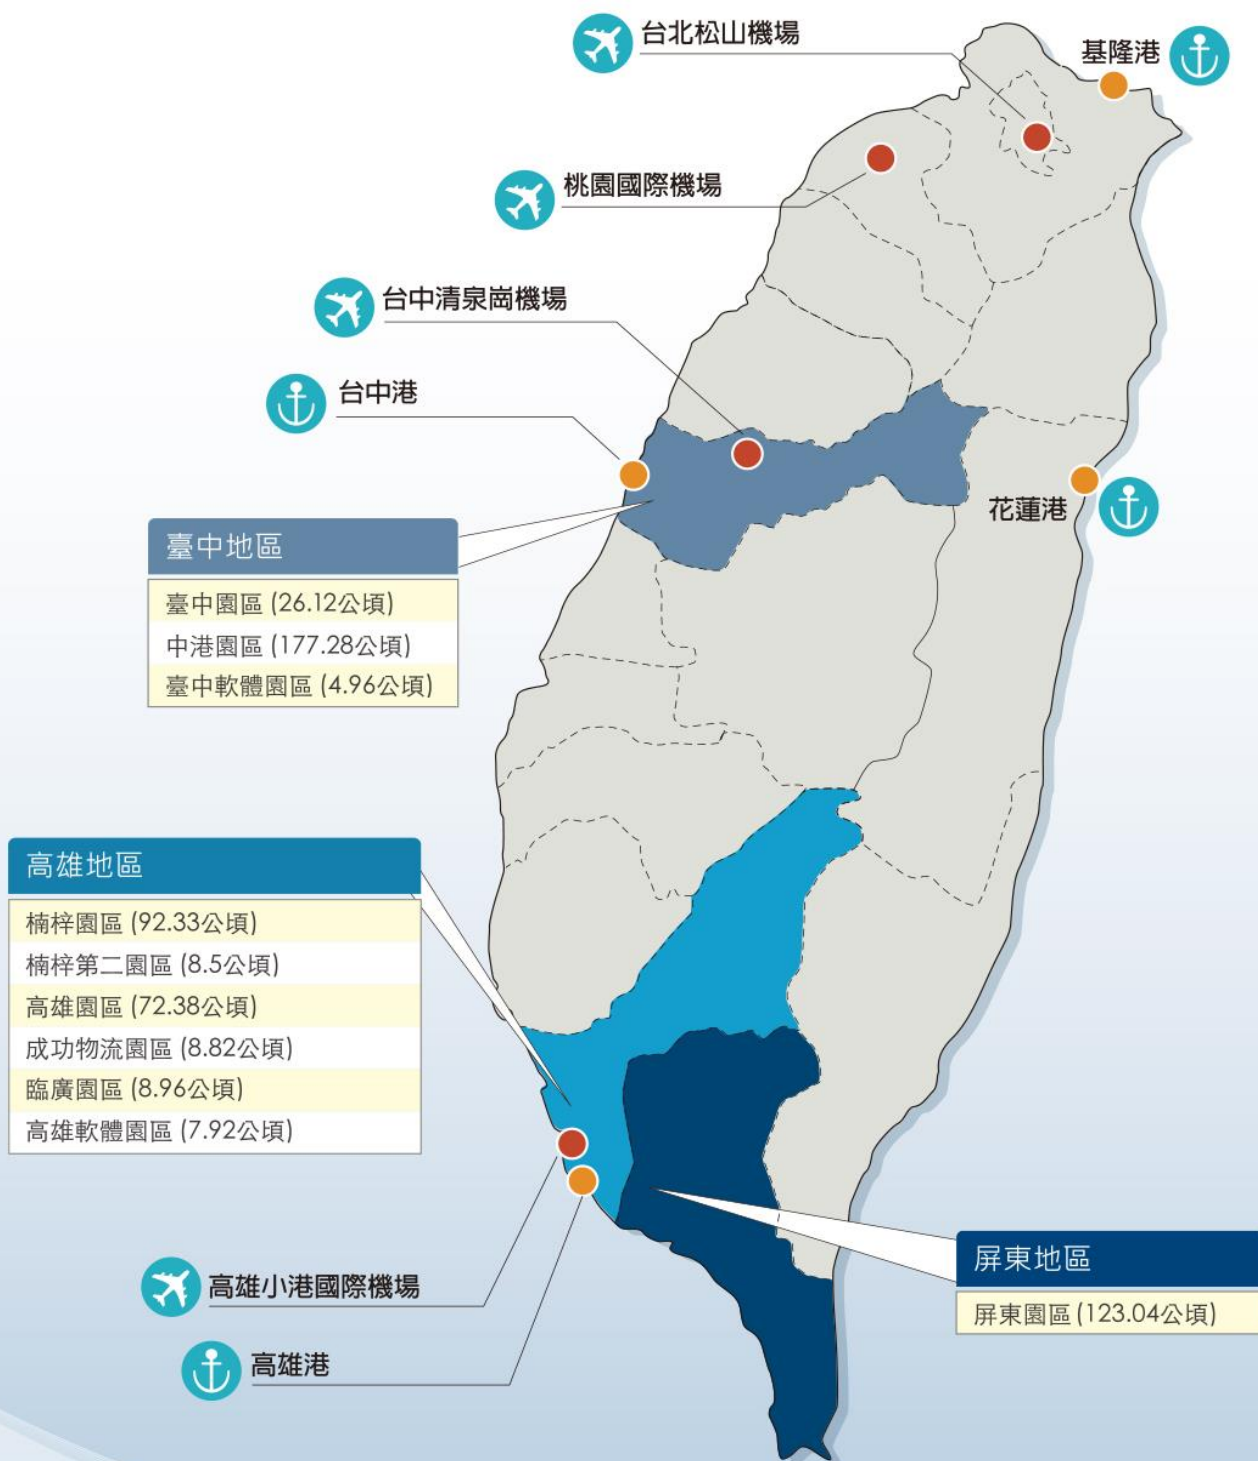 台北松山機場
基隆港
桃園國際機場
台中清泉崗機場
台中港
花蓮港
臺中地區
臺中園區 (26.12公頃)
中港園區 (177.28公頃)
臺中軟體園區 (4.96公頃)
高雄地區
楠梓園區 (92.33公頃)
楠梓第二園區 (8.5公頃)
高雄園區 (72.38公頃)
成功物流園區 (8.82公頃)
臨廣園區 (8.96公頃)
高雄軟體園區 (7.92公頃)
屏東地區
屏東園區 (123.04公頃)
高雄小港國際機場
高雄港